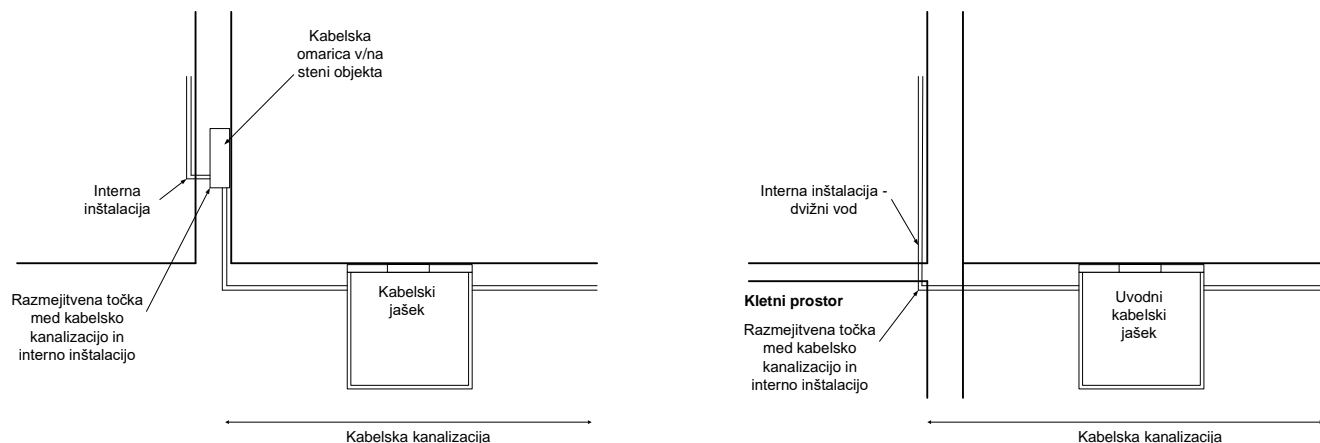 Kabelska
omarica v/na
steni objekta
Interna
inštalacija
Razmejitvena točka
med kabelsko
kanalizacijo in
interno inštalacijo
Kabelski
jašek
Kabelska kanalizacija
Interna inštalacija -
dvižni vod
Kletni prostor
Razmejitvena točka
med kabelsko
kanalizacijo in
interno inštalacijo
Uvodni
kabelski
jašek
Kabelska kanalizacija